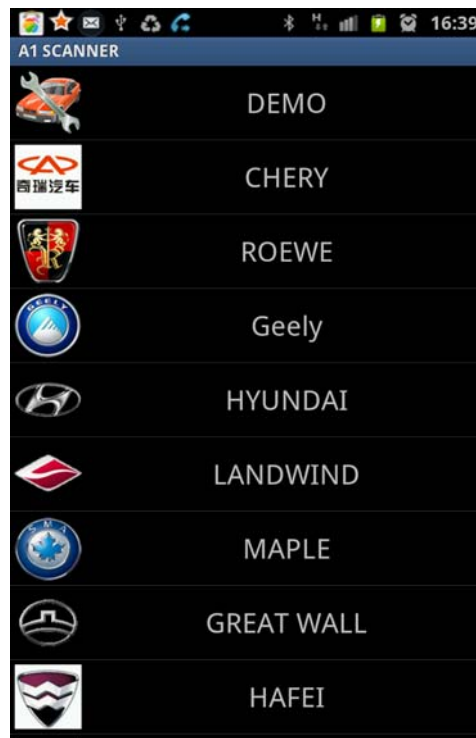 H
16:39
A1 SCANNER
DEMO
奇瑞汽车
CHERY
R
ROEWE
GEELY
Geely
HYUNDAI
LANDWIND
SMA
MAPLE
GREAT WALL
HAFEI